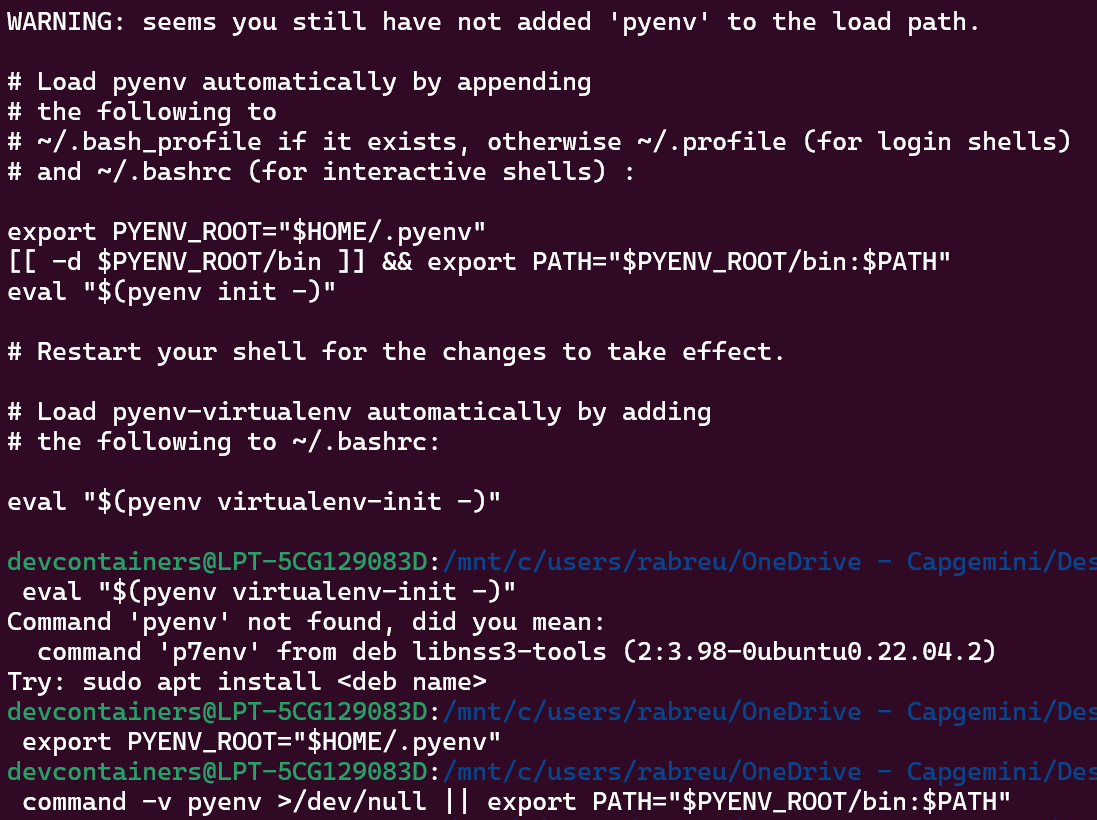 WARNING: seems you still have not added 'pyenv' to the load path.
# Load pyenv automatically by appending
# the following to
# ~/.bash_profile if it exists, otherwise ~/.profile (for login shells)
# and ~/.bashrc (for interactive shells) :
export PYENV_ROOT="$HOME/.pyenv"
[[ -d $PYENV_ROOT/bin ]] && export PATH="$PYENV_ROOT/bin:$PATH"
eval "$(pyenv init -)"
# Restart your shell for the changes to take effect.
# Load pyenv-virtualenv automatically by adding
# the following to ~/.bashrc:
eval "$(pyenv virtualenv-init -)"
devcontainers@LPT-5CG129083D:/mnt/c/users/rabreu/OneDrive - Capgemini/Des
eval "$(pyenv virtualenv-init -)"
Command 'pyenv' not found, did you mean:
command 'p7env' from deb libnss3-tools (2:3.98-0ubuntu0.22.04.2)
Try: sudo apt install <deb name>
devcontainers@LPT-5CG129083D:/mnt/c/users/rabreu/OneDrive - Capgemini/Des
export PYENV_ROOT="$HOME/.pyenv"
devcontainers@LPT-5CG129083D:/mnt/c/users/rabreu/OneDrive - Capgemini/Des
command -v pyenv >/dev/null || export PATH="$PYENV_ROOT/bin:$PATH"